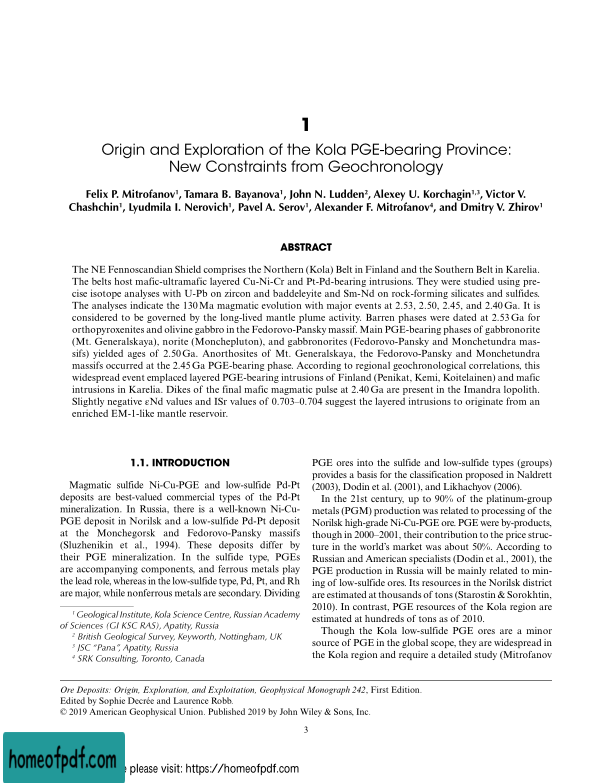 1
Origin and Exploration of the Kola PGE-bearing Province:
New Constraints from Geochronology
Felix P. Mitrofanov¹, Tamara B. Bayanova¹, John N. Ludden², Alexey U. Korchagin¹,³, Victor V.
Chashchin¹, Lyudmila I. Nerovich¹, Pavel A. Serov¹, Alexander F. Mitrofanov⁴, and Dmitry V. Zhirov¹
ABSTRACT
The NE Fennoscandian Shield comprises the Northern (Kola) Belt in Finland and the Southern Belt in Karelia.
The belts host mafic-ultramafic layered Cu-Ni-Cr and Pt-Pd-bearing intrusions. They were studied using pre-
cise isotope analyses with U-Pb on zircon and baddeleyite and Sm-Nd on rock-forming silicates and sulfides.
The analyses indicate the 130 Ma magmatic evolution with major events at 2.53, 2.50, 2.45, and 2.40 Ga. It is
considered to be governed by the long-lived mantle plume activity. Barren phases were dated at 2.53 Ga for
orthopyroxenites and olivine gabbro in the Fedorovo-Pansky massif. Main PGE-bearing phases of gabbronorite
(Mt. Generalskaya), norite (Monchepluton), and gabbronorites (Fedorovo-Pansky and Monchetundra mas-
sifs) yielded ages of 2.50 Ga. Anorthosites of Mt. Generalskaya, the Fedorovo-Pansky and Monchetundra
massifs occurred at the 2.45 Ga PGE-bearing phase. According to regional geochronological correlations, this
widespread event emplaced layered PGE-bearing intrusions of Finland (Penikat, Kemi, Koitelainen) and mafic
intrusions in Karelia. Dikes of the final mafic magmatic pulse at 2.40 Ga are present in the Imandra lopolith.
Slightly negative εNd values and ISr values of 0.703–0.704 suggest the layered intrusions to originate from an
enriched EM-1-like mantle reservoir.
1.1. INTRODUCTION
Magmatic sulfide Ni-Cu-PGE and low-sulfide Pd-Pt
deposits are best-valued commercial types of the Pd-Pt
mineralization. In Russia, there is a well-known Ni-Cu-
PGE deposit in Norilsk and a low-sulfide Pd-Pt deposit
at the Monchegorsk and Fedorovo-Pansky massifs
(Sluzhenikin et al., 1994). These deposits differ by
their PGE mineralization. In the sulfide type, PGEs
are accompanying components, and ferrous metals play
the lead role, whereas in the low-sulfide type, Pd, Pt, and Rh
are major, while nonferrous metals are secondary. Dividing
¹ Geological Institute, Kola Science Centre, Russian Academy
of Sciences (GI KSC RAS), Apatity, Russia
² British Geological Survey, Keyworth, Nottingham, UK
³ JSC “Pana”, Apatity, Russia
⁴ SRK Consulting, Toronto, Canada
PGE ores into the sulfide and low-sulfide types (groups)
provides a basis for the classification proposed in Naldrett
(2003), Dodin et al. (2001), and Likhachyov (2006).
In the 21st century, up to 90% of the platinum-group
metals (PGM) production was related to processing of the
Norilsk high-grade Ni-Cu-PGE ore. PGE were by-products,
though in 2000–2001, their contribution to the price struc-
ture in the world’s market was about 50%. According to
Russian and American specialists (Dodin et al., 2001), the
PGE production in Russia will be mainly related to min-
ing of low-sulfide ores. Its resources in the Norilsk district
are estimated at thousands of tons (Starostin & Sorokhtin,
2010). In contrast, PGE resources of the Kola region are
estimated at hundreds of tons as of 2010.
Though the Kola low-sulfide PGE ores are a minor
source of PGE in the global scope, they are widespread in
the Kola region and require a detailed study (Mitrofanov
Ore Deposits: Origin, Exploration, and Exploitation, Geophysical Monograph 242, First Edition.
Edited by Sophie Decrée and Laurence Robb.
© 2019 American Geophysical Union. Published 2019 by John Wiley & Sons, Inc.
3
homeofpdf.com
please visit: https://homeofpdf.com